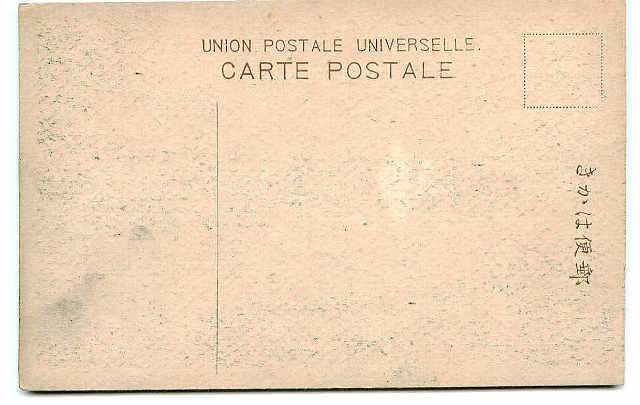 UNION POSTALE UNIVERSELLE.
CARTE POSTALE
きかは便郵